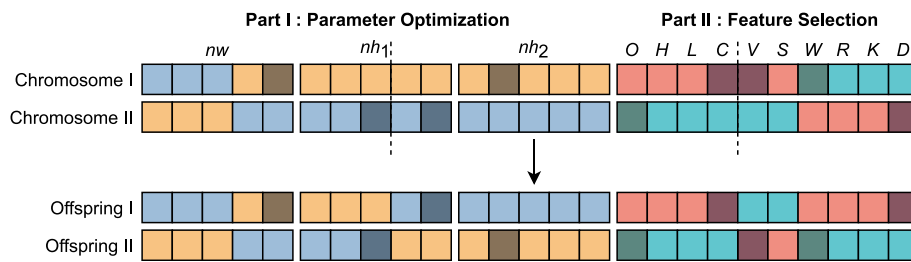 Part I : Parameter Optimization Part II : Feature Selection
nw nh1 nh2 O H L C V S W R K D
Chromosome I
Chromosome II
Offspring I
Offspring II